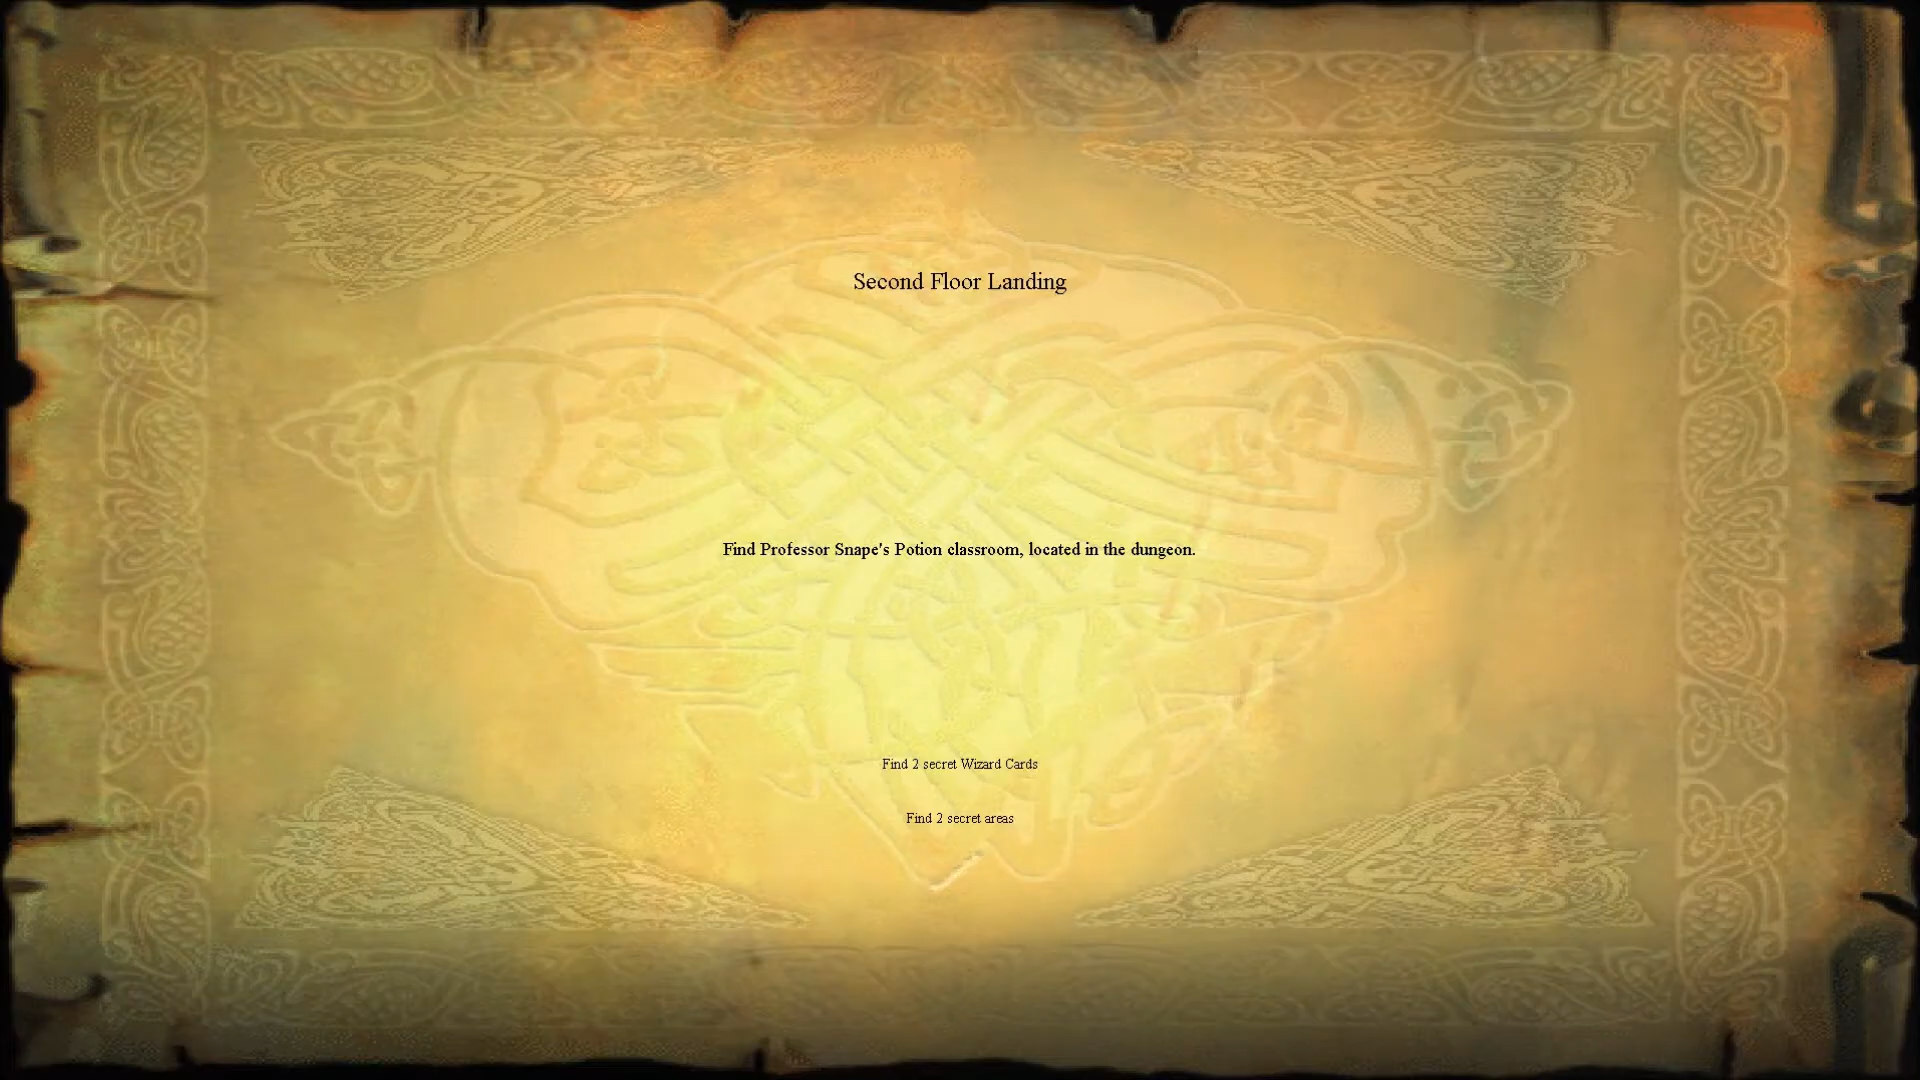 Second Floor Landing
Find Professor Snape's Potion classroom, located in the dungeon.
Find 2 secret Wizard Cards
Find 2 secret areas